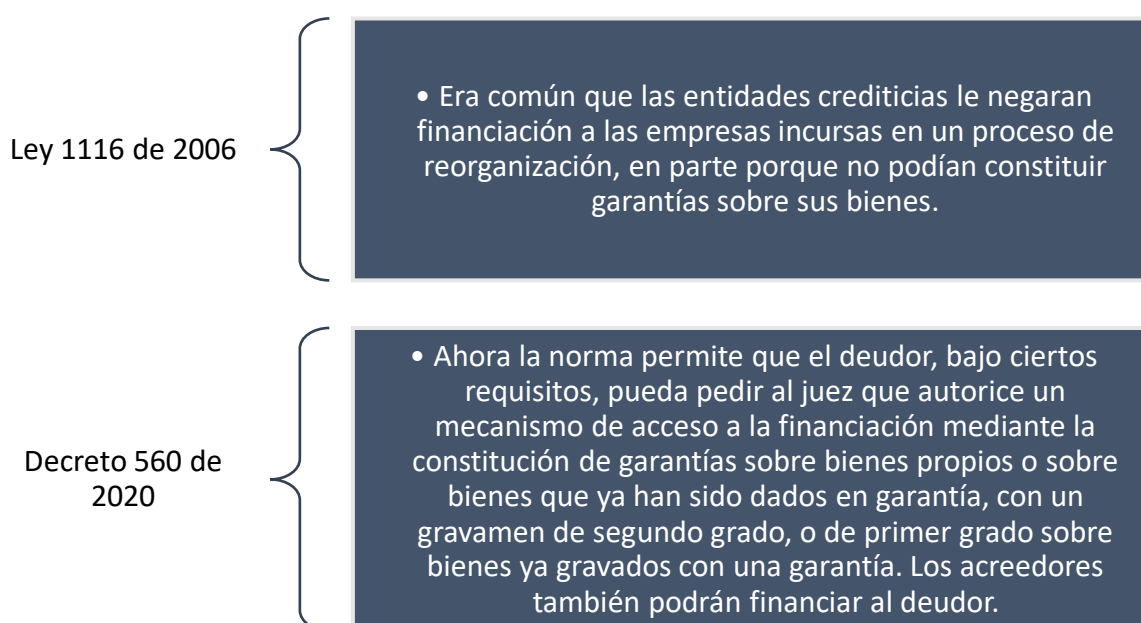 Ley 1116 de 2006
• Era común que las entidades crediticias le negaran
financiación a las empresas incursas en un proceso de
reorganización, en parte porque no podían constituir
garantías sobre sus bienes.
Decreto 560 de
2020
• Ahora la norma permite que el deudor, bajo ciertos
requisitos, pueda pedir al juez que autorice un
mecanismo de acceso a la financiación mediante la
constitución de garantías sobre bienes propios o sobre
bienes que ya han sido dados en garantía, con un
gravamen de segundo grado, o de primer grado sobre
bienes ya gravados con una garantía. Los acreedores
también podrán financiar al deudor.